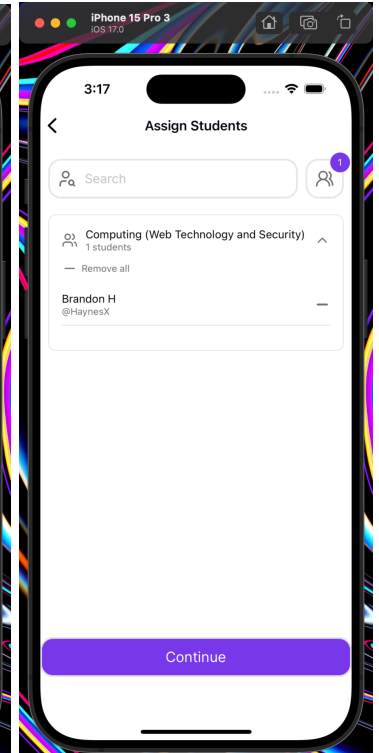 iPhone 15 Pro 3
iOS 17.0
3:17
Assign Students
Search
1
Computing (Web Technology and Security)
1 students
Remove all
Brandon H
@HaynesX
Continue